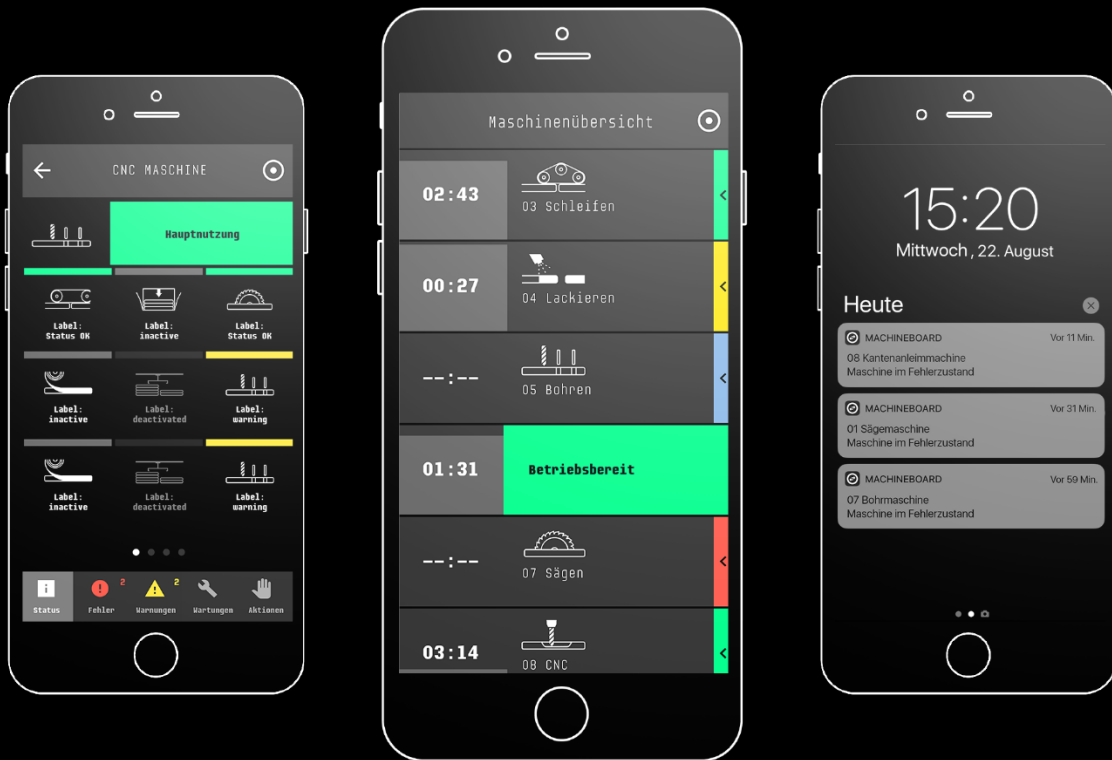 CNC MASCHINE
Hauptnutzung
Label:
Status OK
Label:
inactive
Label:
Status OK
Label:
inactive
Label:
deactivated
Label:
warning
Label:
inactive
Label:
deactivated
Label:
warning
i
Status
! 2
Fehler
! 2
Warnungen
Wartungen
Aktionen
Maschinenübersicht
02:43
03 Schleifen
00:27
04 Lackieren
--:--
05 Bohren
01:31
Betriebsbereit
--:--
07 Sägen
03:14
08 CNC
15:20
Mittwoch, 22. August
Heute
MACHINEBOARD Vor 11 Min.
08 Kantenanleimmachine
Maschine im Fehlerzustand
MACHINEBOARD Vor 31 Min.
01 Sägemaschine
Maschine im Fehlerzustand
MACHINEBOARD Vor 59 Min.
07 Bohrmaschine
Maschine im Fehlerzustand